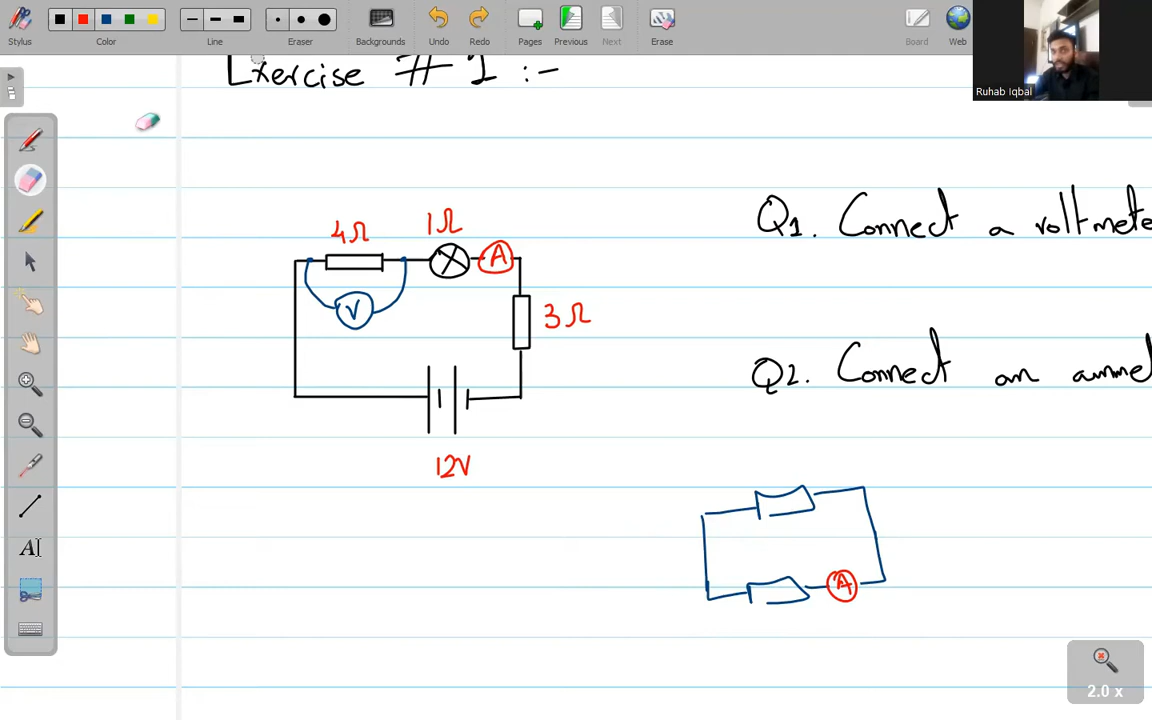 Stylus
Color
Line
Eraser
Backgrounds
Undo
Redo
Pages
Previous
Next
Erase
Board
Web
Ruhab Iqbal
Exercise # 1 :-
4Ω
1Ω
A
V
3Ω
12V
Q1. Connect a voltmete
Q2. Connect an ammet
A
A
2.0 x